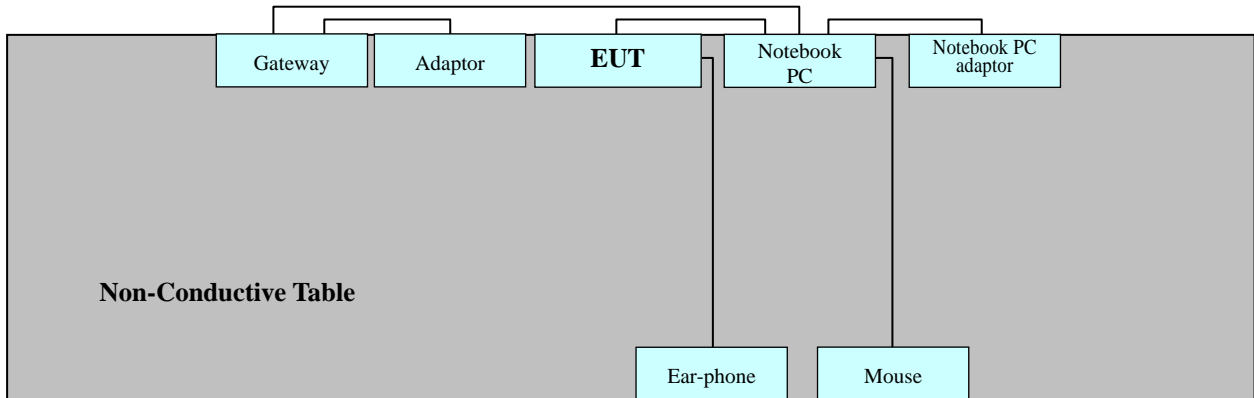 Gateway
Adaptor
EUT
Notebook
PC
Notebook PC
adaptor
Non-Conductive Table
Ear-phone
Mouse